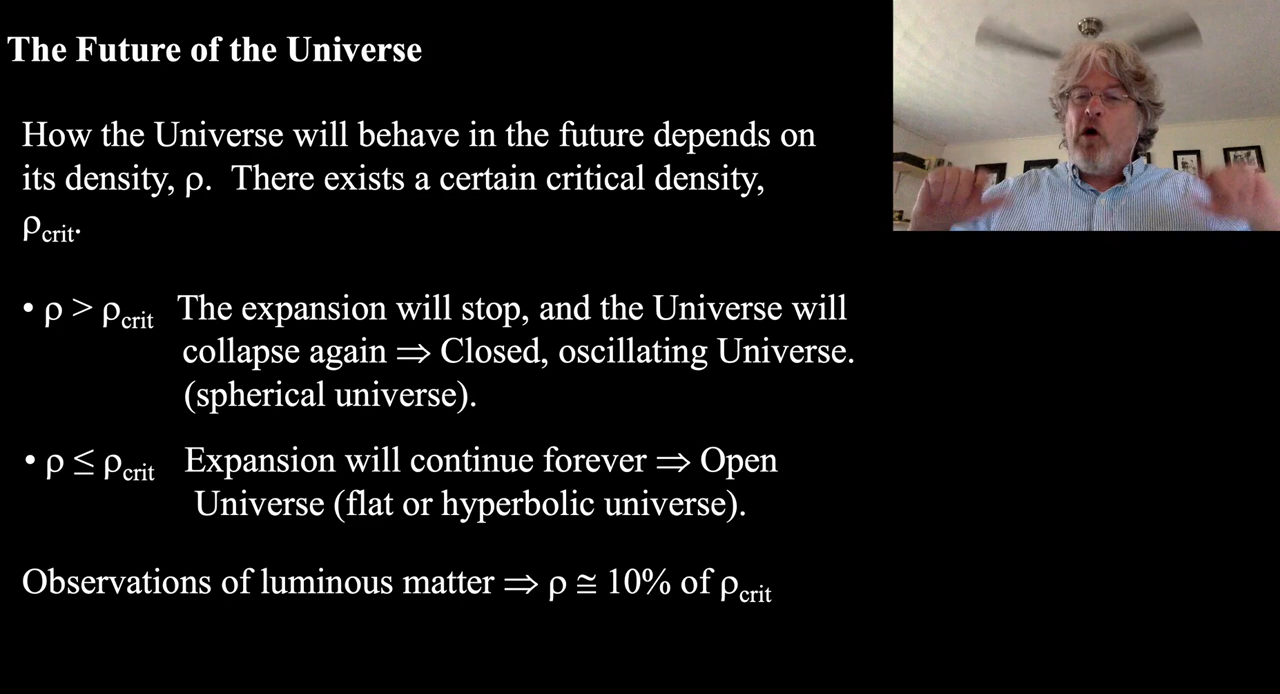 The Future of the Universe
How the Universe will behave in the future depends on
its density, ρ. There exists a certain critical density,
ρcrit.
• ρ > ρcrit The expansion will stop, and the Universe will
collapse again ⇒ Closed, oscillating Universe.
(spherical universe).
• ρ ≤ ρcrit Expansion will continue forever ⇒ Open
Universe (flat or hyperbolic universe).
Observations of luminous matter ⇒ ρ ≅ 10% of ρcrit